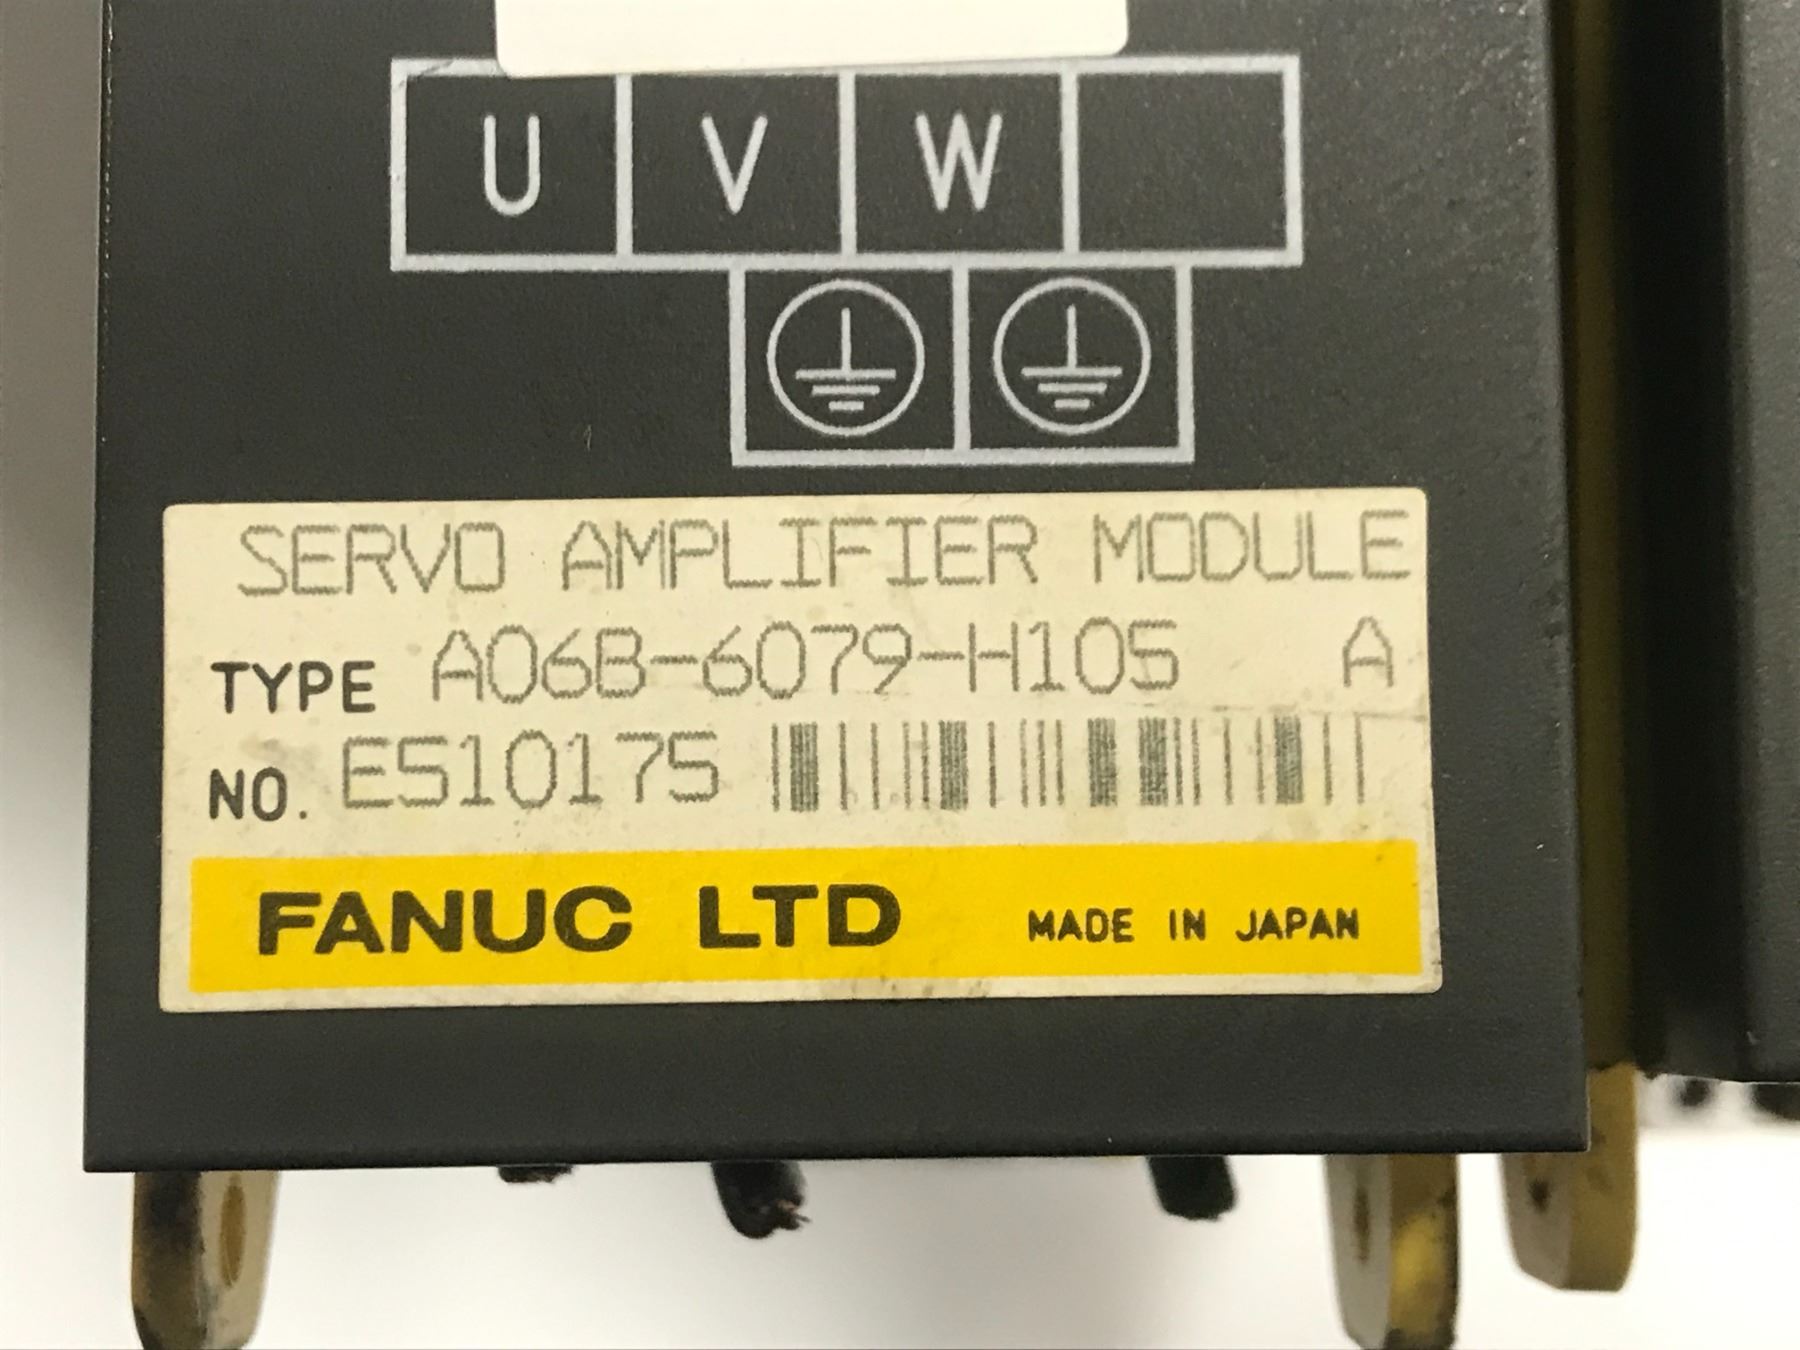 U V W
SERVO AMPLIFIER MODULE
TYPE A06B-6079-H105 A
NO. E510175
FANUC LTD MADE IN JAPAN